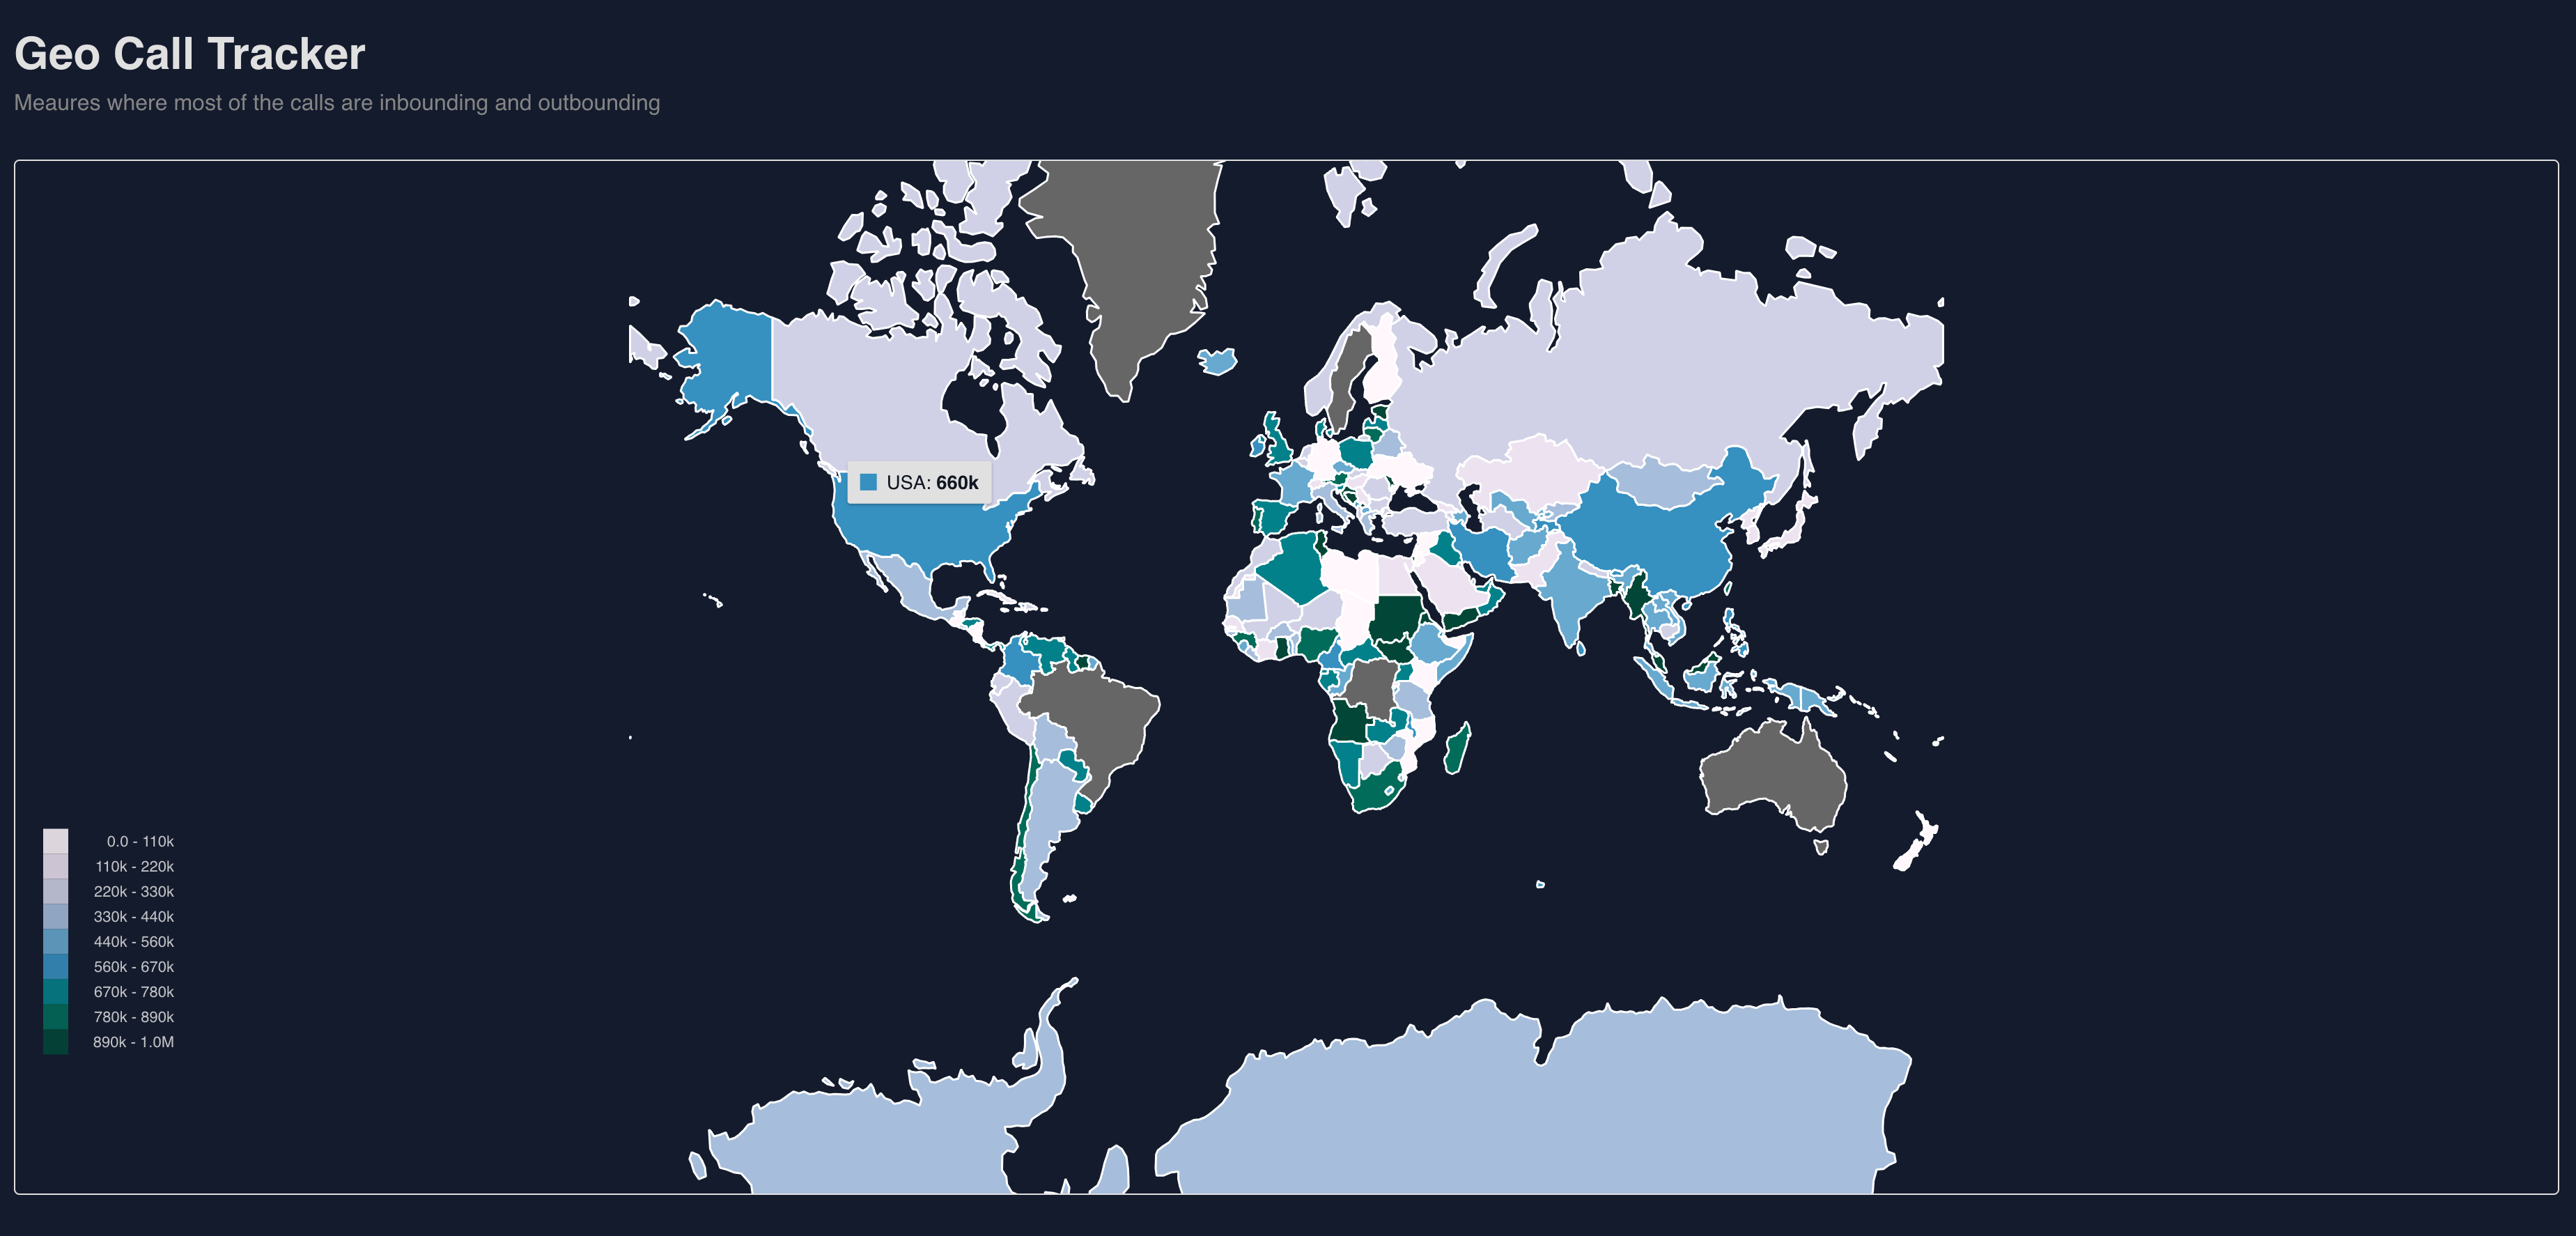 Geo Call Tracker
Meaures where most of the calls are inbounding and outbounding
USA: 660k
0.0 - 110k
110k - 220k
220k - 330k
330k - 440k
440k - 560k
560k - 670k
670k - 780k
780k - 890k
890k - 1.0M